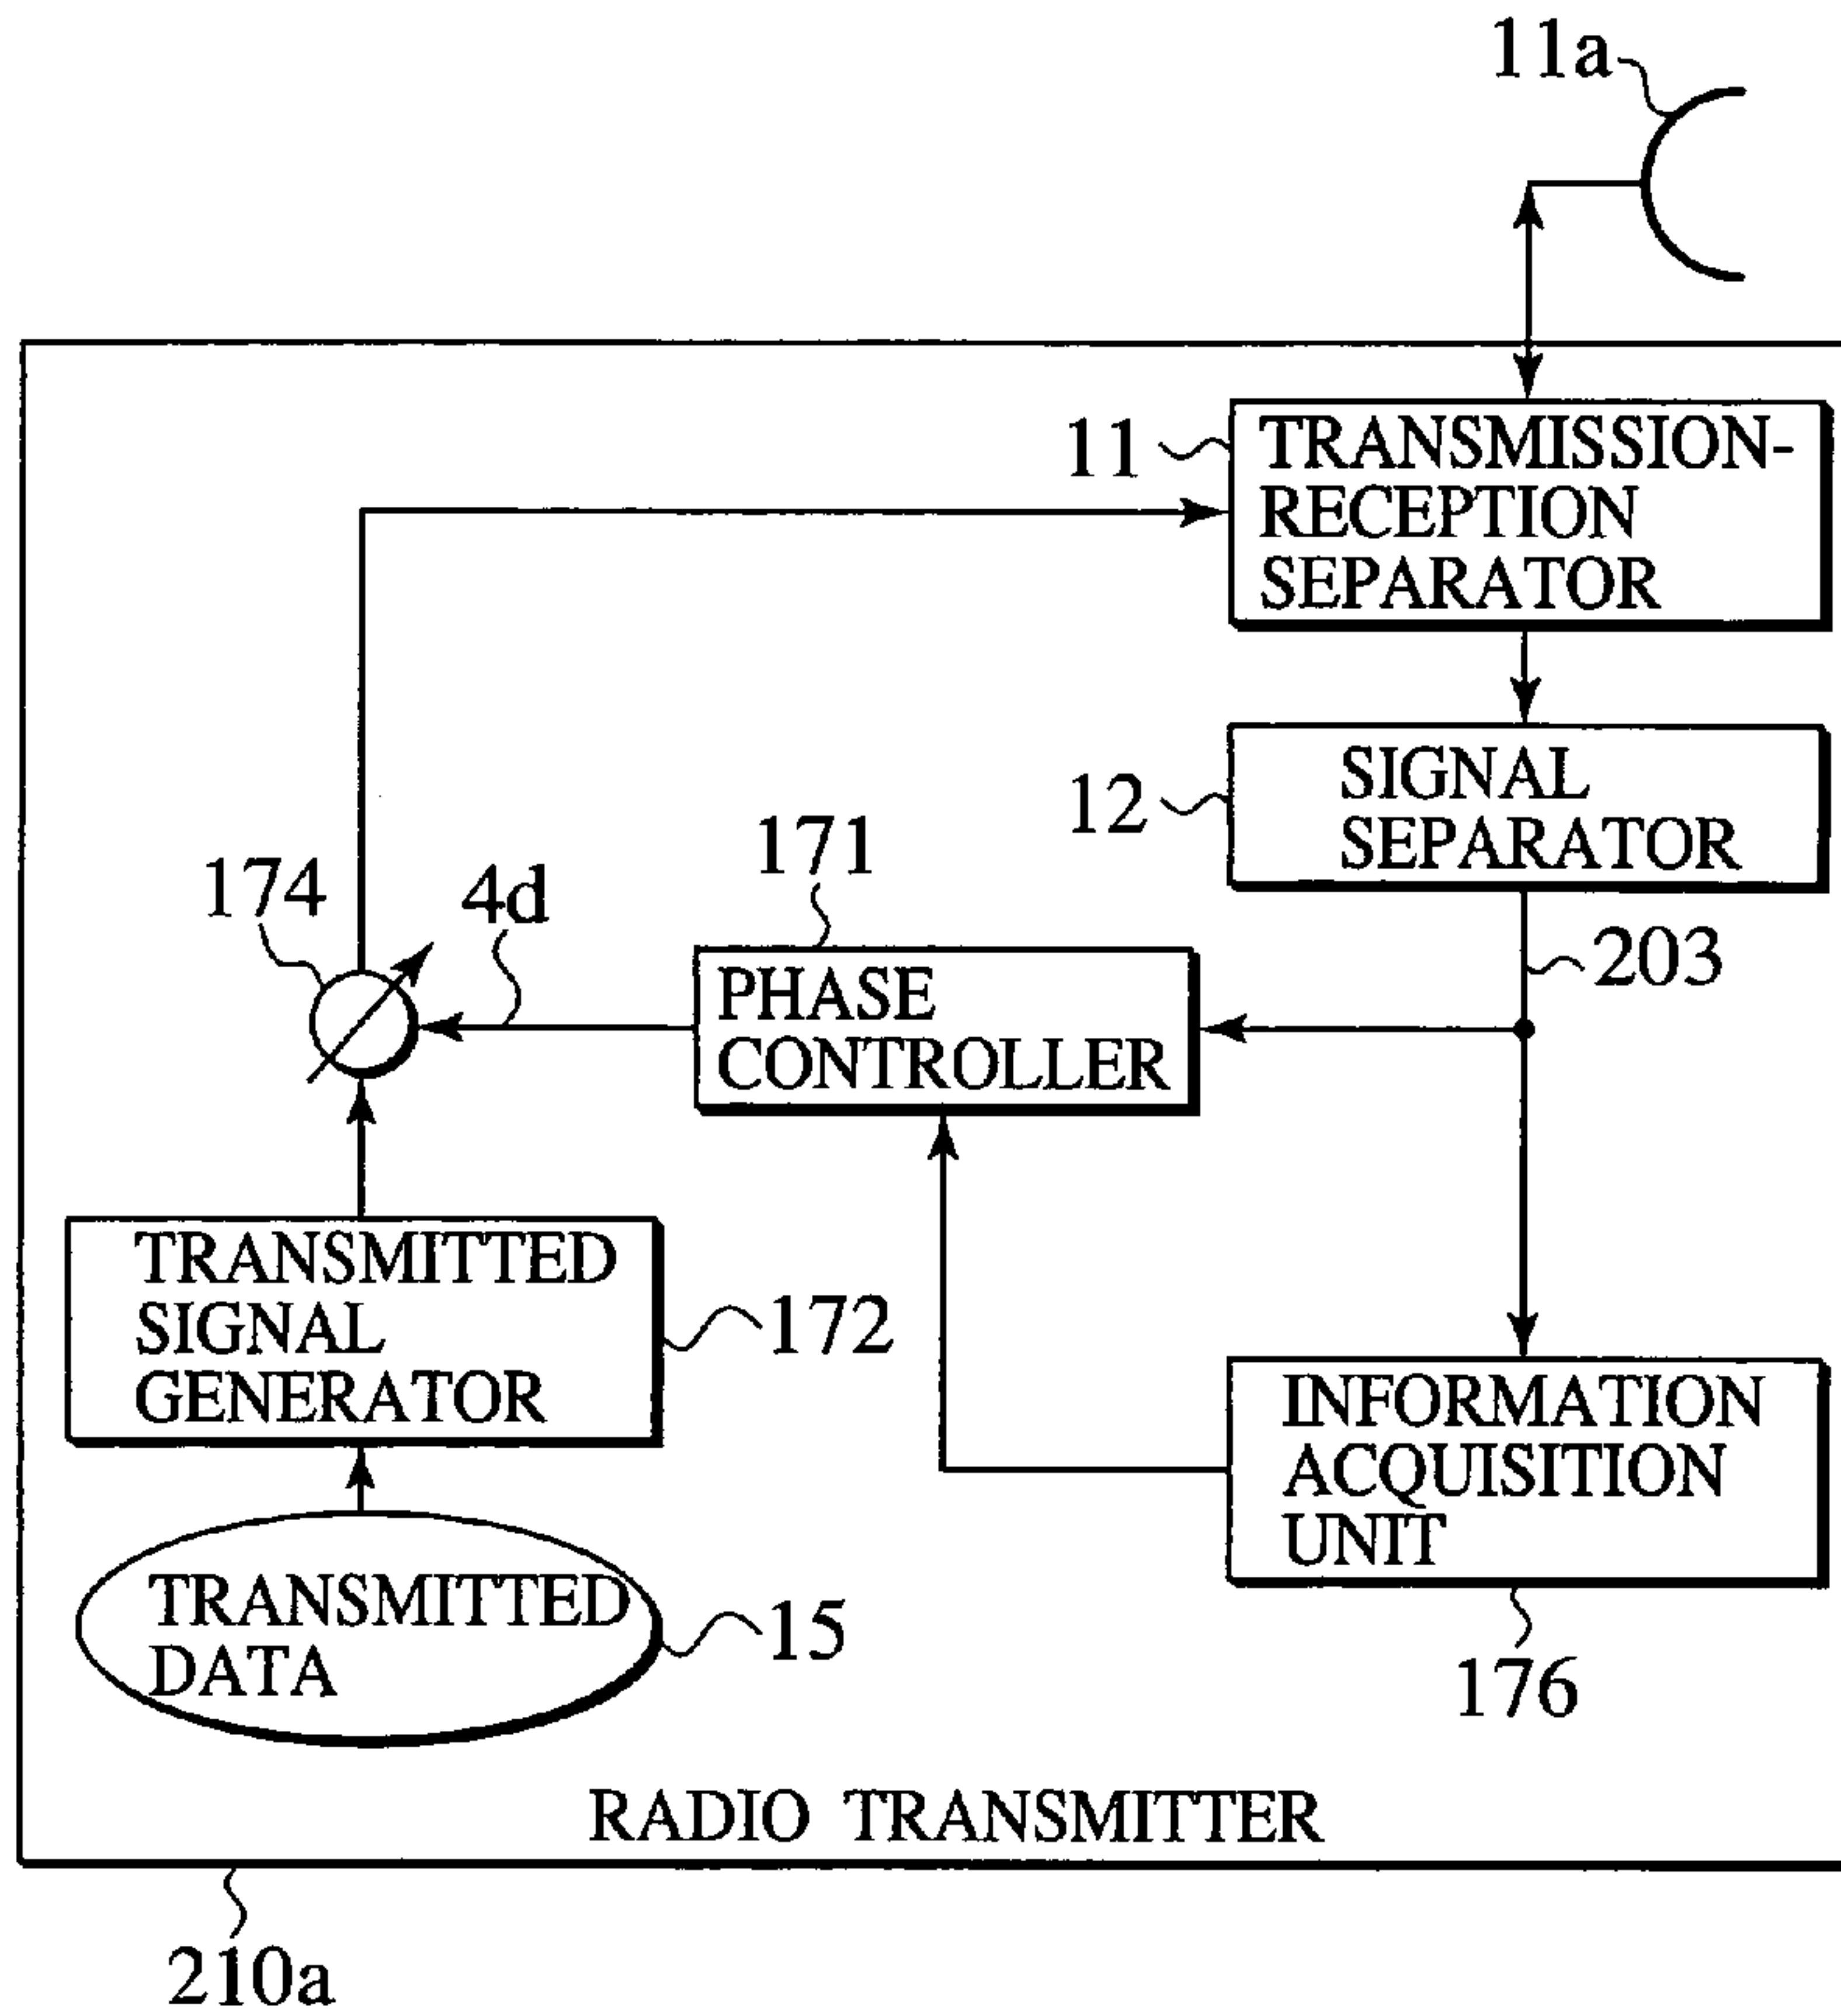 11a
11
TRANSMISSION-
RECEPTION
SEPARATOR
12
SIGNAL
SEPARATOR
171
174
4d
203
PHASE
CONTROLLER
TRANSMITTED
SIGNAL
GENERATOR
172
INFORMATION
ACQUISITION
UNIT
TRANSMITTED
DATA
15
176
RADIO TRANSMITTER
210a